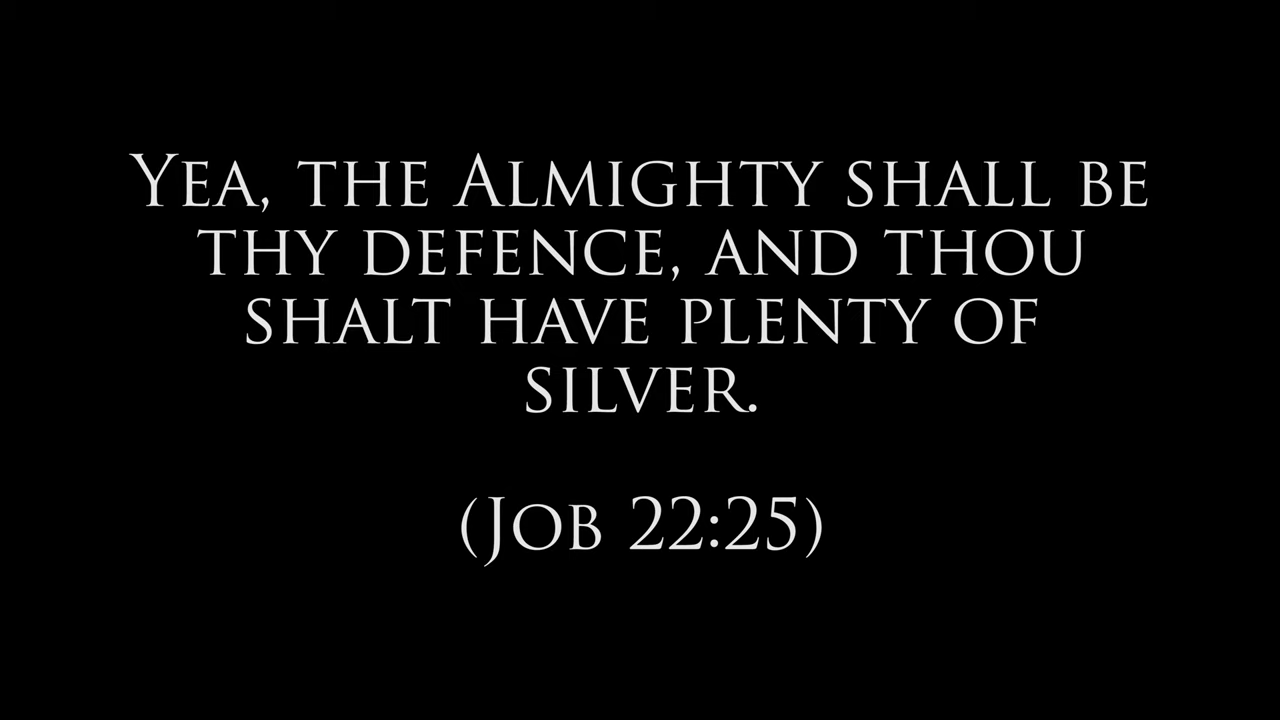 Yea, the Almighty shall be
thy defence, and thou
shalt have plenty of
silver.
(Job 22:25)